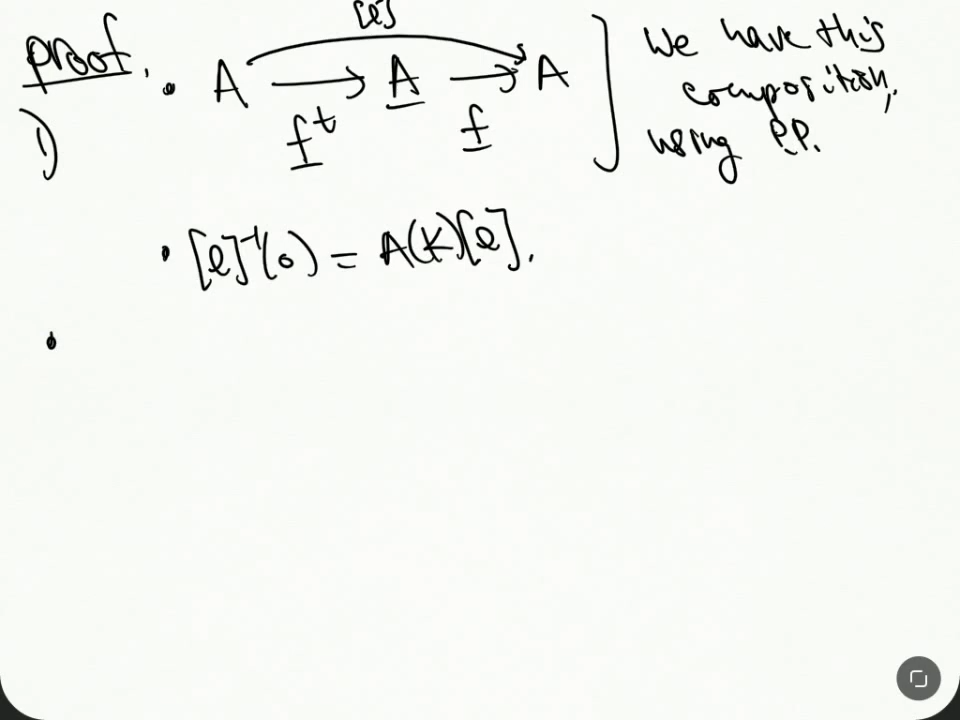 [e]
proof. • A → A → A
f^t f
1)
We have this
composition,
using P.P.
• [e]^-1(0) = A(K)[e].
•